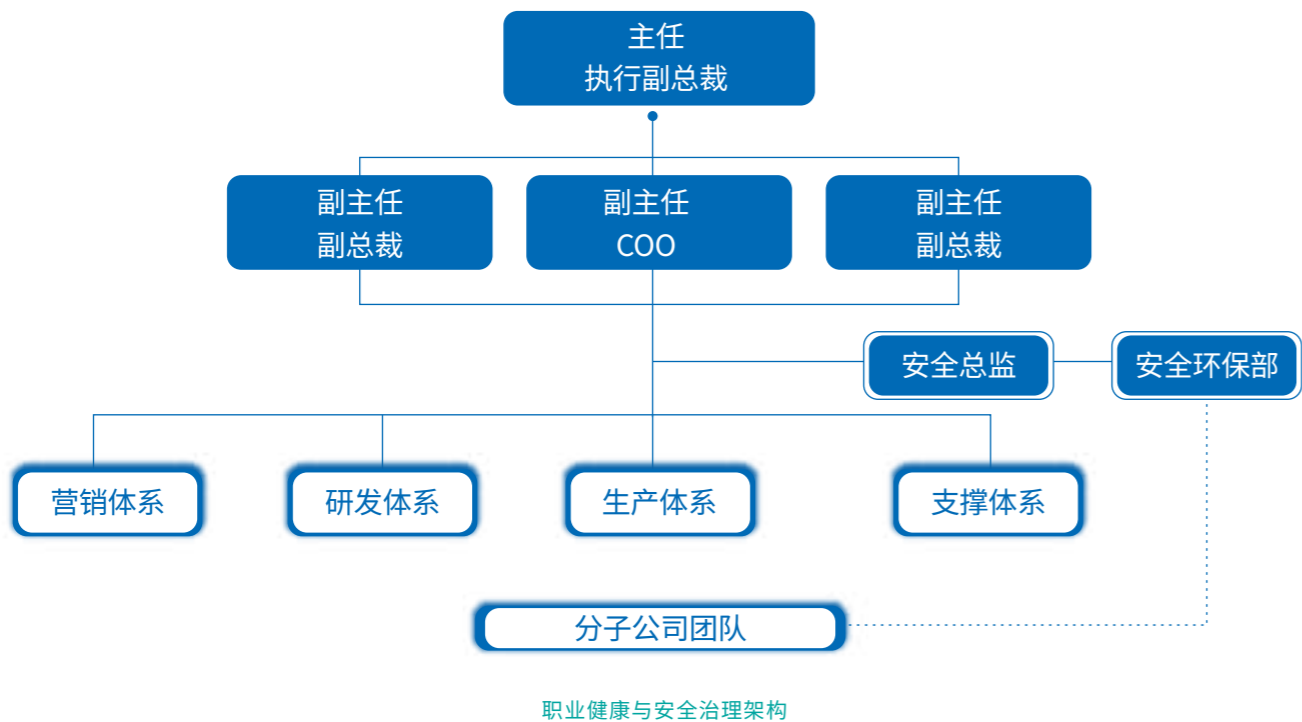 主任
执行副总裁
副主任
副总裁
副主任
COO
副主任
副总裁
安全总监
安全环保部
营销体系
研发体系
生产体系
支撑体系
分子公司团队
职业健康与安全治理架构